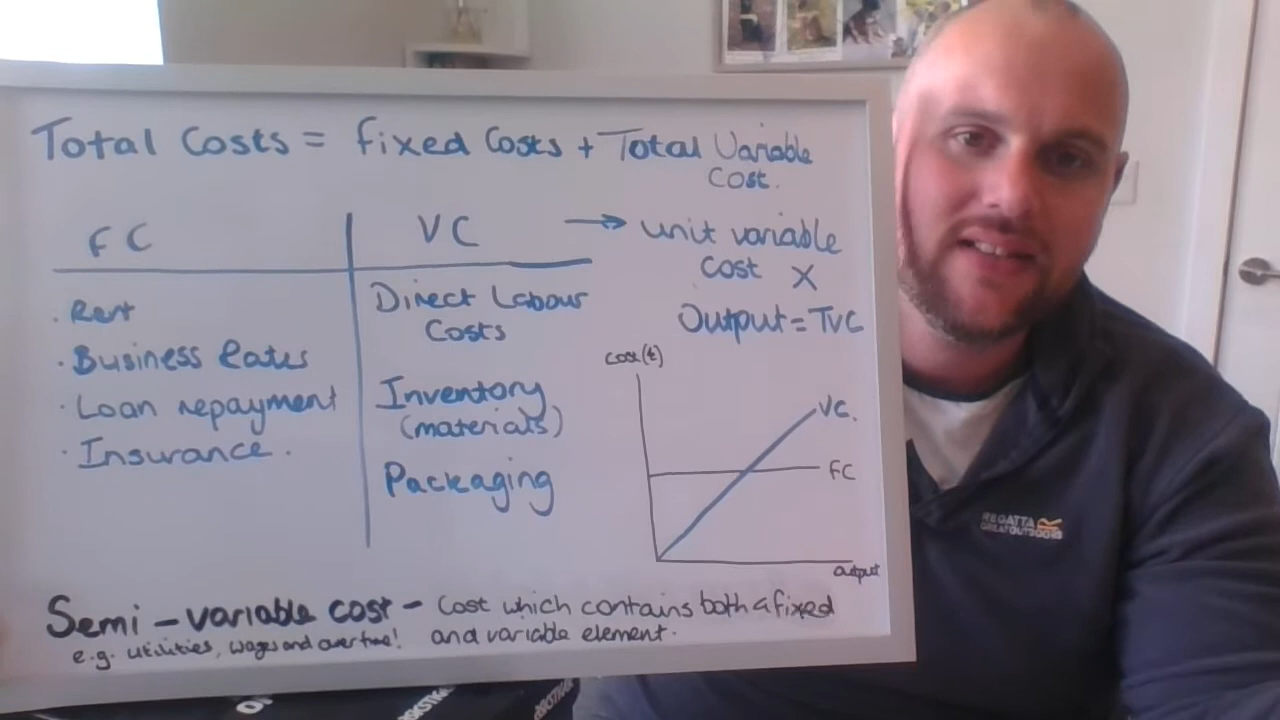 Total Costs = fixed Costs + Total Variable
Cost.
FC
VC
→ unit variable
cost X
Output = TVC
· Rent
· Business Rates
· Loan repayment
· Insurance.
Direct Labour
Costs
Inventory
(materials)
Packaging
Cost (£)
VC.
FC
output
Semi-variable cost - Cost which contains both a fixed
and variable element.
e.g. utilities, wages and overtime!
REGATTA
GREAT OUTDOORS